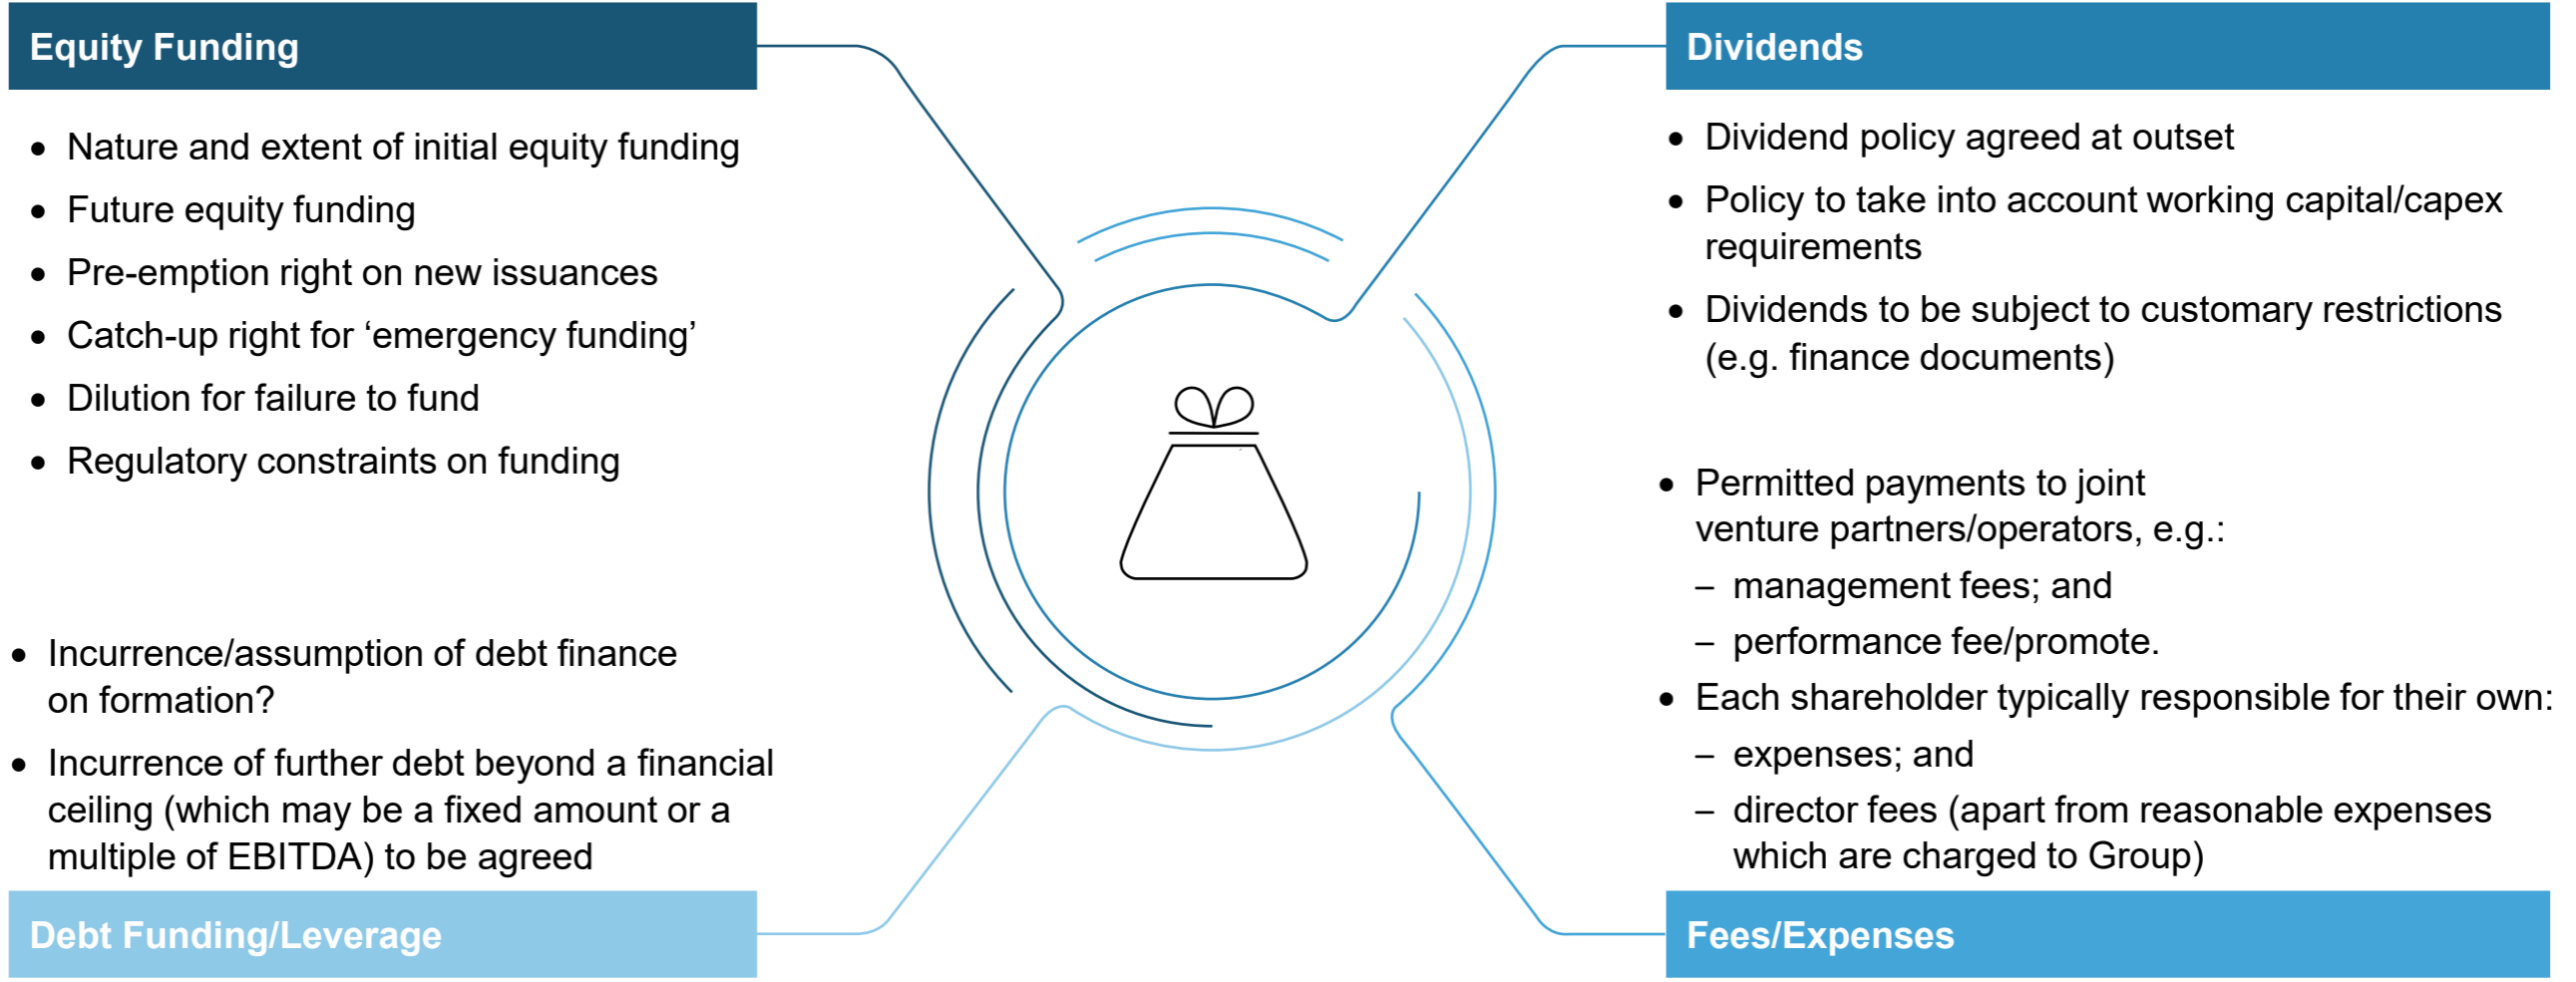 Equity Funding
• Nature and extent of initial equity funding
• Future equity funding
• Pre-emption right on new issuances
• Catch-up right for ‘emergency funding’
• Dilution for failure to fund
• Regulatory constraints on funding
Dividends
• Dividend policy agreed at outset
• Policy to take into account working capital/capex
requirements
• Dividends to be subject to customary restrictions
(e.g. finance documents)
• Incurrence/assumption of debt finance
on formation?
• Incurrence of further debt beyond a financial
ceiling (which may be a fixed amount or a
multiple of EBITDA) to be agreed
Debt Funding/Leverage
• Permitted payments to joint
venture partners/operators, e.g.:
– management fees; and
– performance fee/promote.
• Each shareholder typically responsible for their own:
– expenses; and
– director fees (apart from reasonable expenses
which are charged to Group)
Fees/Expenses